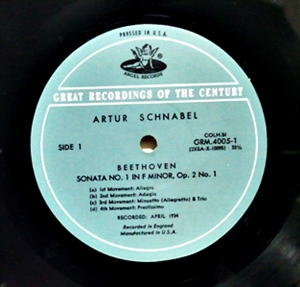 PRESSED IN U.S.A.
ANGEL RECORDS
GREAT RECORDINGS OF THE CENTURY
ARTUR SCHNABEL
COLH.51
SIDE 1
GRM.4005-1
33⅓
BEETHOVEN
SONATA NO. 1 IN F MINOR, Op. 2 No. 1
(a) 1st Movement: Allegro
(b) 2nd Movement: Adagio
(c) 3rd Movement: Minuetto (Allegretto) & Trio
(d) 4th Movement: Prestissimo
RECORDED: APRIL 1934
Recorded in England
Manufactured in U.S.A.